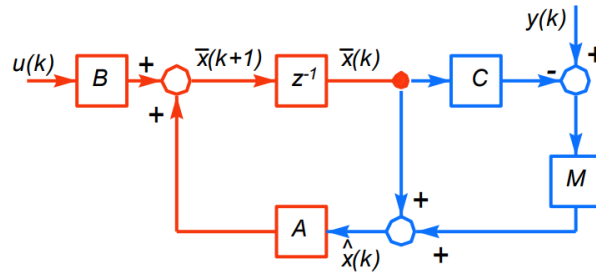 y(k)
u(k)
B
+
x̅(k+1)
z⁻¹
x̅(k)
C
-
+
+
M
A
+
+
x̂(k)